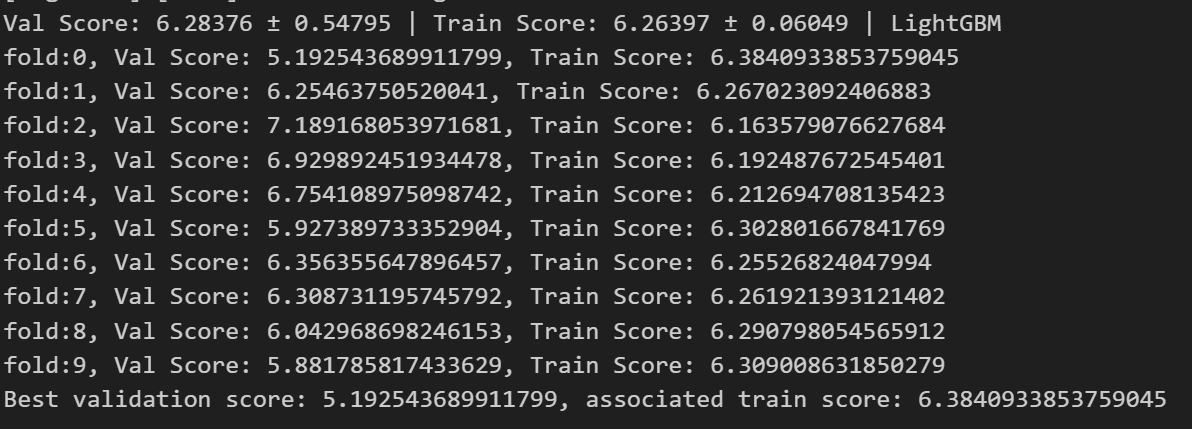 Val Score: 6.28376 ± 0.54795 | Train Score: 6.26397 ± 0.06049 | LightGBM
fold:0, Val Score: 5.192543689911799, Train Score: 6.3840933853759045
fold:1, Val Score: 6.25463750520041, Train Score: 6.267023092406883
fold:2, Val Score: 7.189168053971681, Train Score: 6.163579076627684
fold:3, Val Score: 6.929892451934478, Train Score: 6.192487672545401
fold:4, Val Score: 6.754108975098742, Train Score: 6.212694708135423
fold:5, Val Score: 5.927389733352904, Train Score: 6.302801667841769
fold:6, Val Score: 6.356355647896457, Train Score: 6.25526824047994
fold:7, Val Score: 6.308731195745792, Train Score: 6.261921393121402
fold:8, Val Score: 6.042968698246153, Train Score: 6.290798054565912
fold:9, Val Score: 5.881785817433629, Train Score: 6.309008631850279
Best validation score: 5.192543689911799, associated train score: 6.3840933853759045